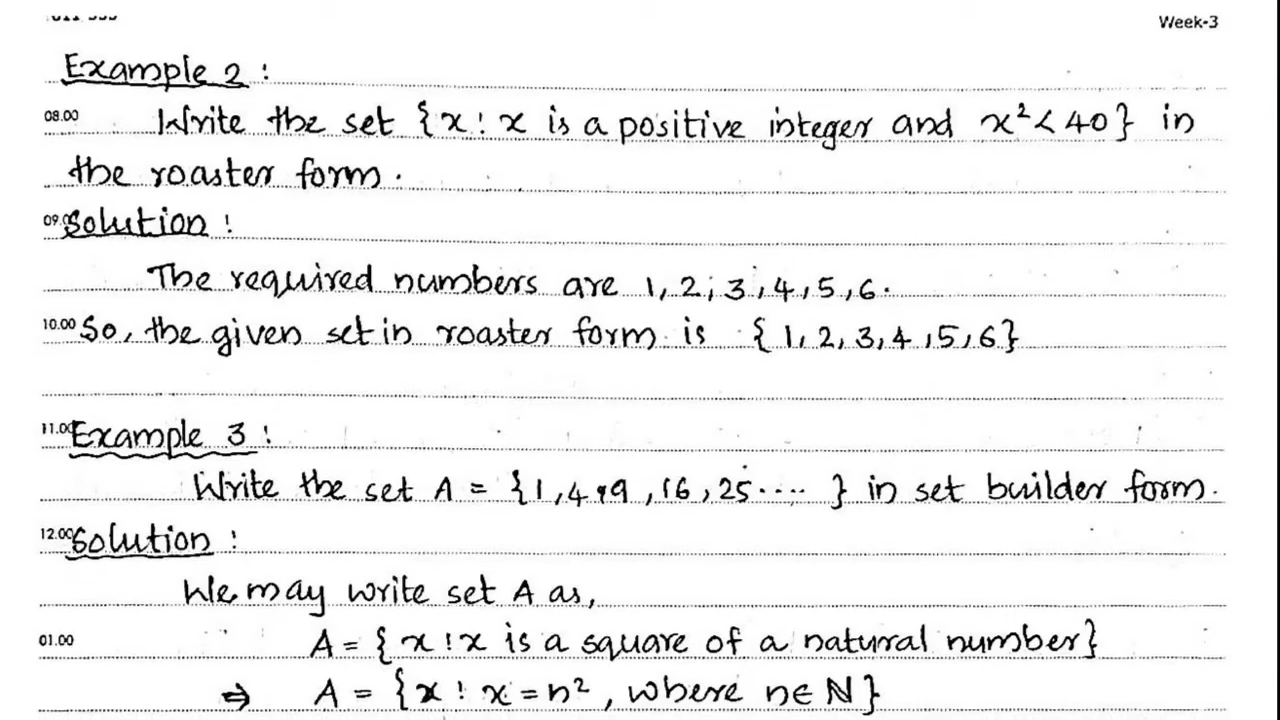 Week-3
Example 2 :
08.00 Write the set {x : x is a positive integer and x² < 40} in
the roaster form.
09.00 Solution :
The required numbers are 1, 2, 3, 4, 5, 6.
10.00 So, the given set in roaster form is {1, 2, 3, 4, 5, 6}
11.00 Example 3 :
Write the set A = {1, 4, 9, 16, 25 .... } in set builder form.
12.00 Solution :
We may write set A as,
01.00 A = { x : x is a square of a natural number}
⇒ A = {x : x = n², where n ∈ ℕ}